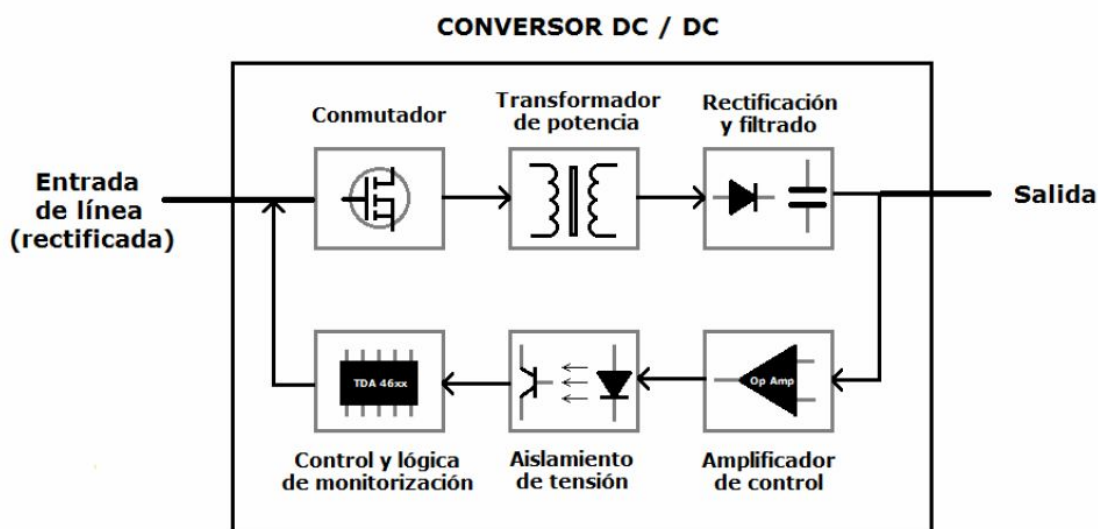 CONVERSOR DC / DC
Conmutador
Transformador
de potencia
Rectificación
y filtrado
Entrada
de línea
(rectificada)
Salida
TDA 46xx
Op Amp
Control y lógica
de monitorización
Aislamiento
de tensión
Amplificador
de control